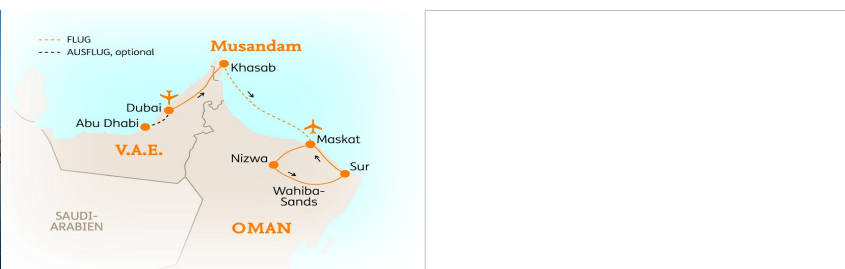 FLUG
AUSFLUG, optional
Musandam
Khasab
Dubai
Abu Dhabi
V.A.E.
Maskat
Nizwa
Sur
Wahiba-
Sands
SAUDI-
ARABIEN
OMAN